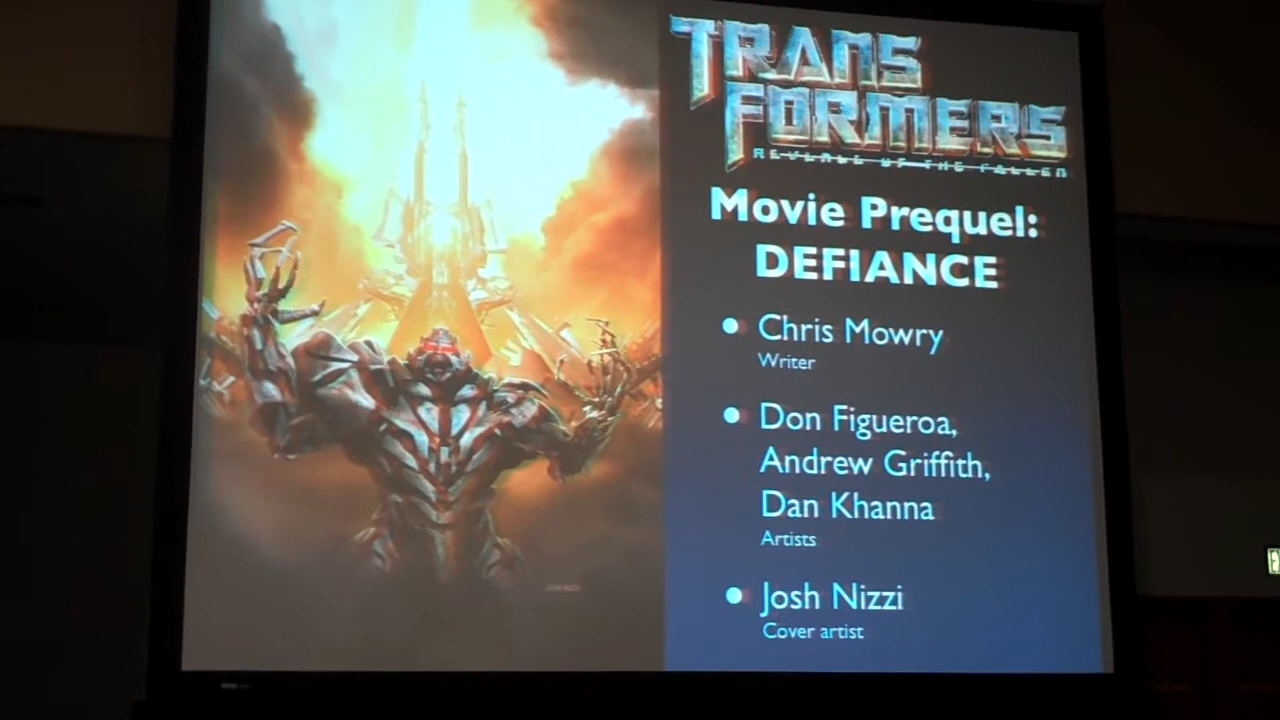 TRANS
FORMERS
REVENGE OF THE FALLEN
Movie Prequel:
DEFIANCE
• Chris Mowry
Writer
• Don Figueroa,
Andrew Griffith,
Dan Khanna
Artists
• Josh Nizzi
Cover artist